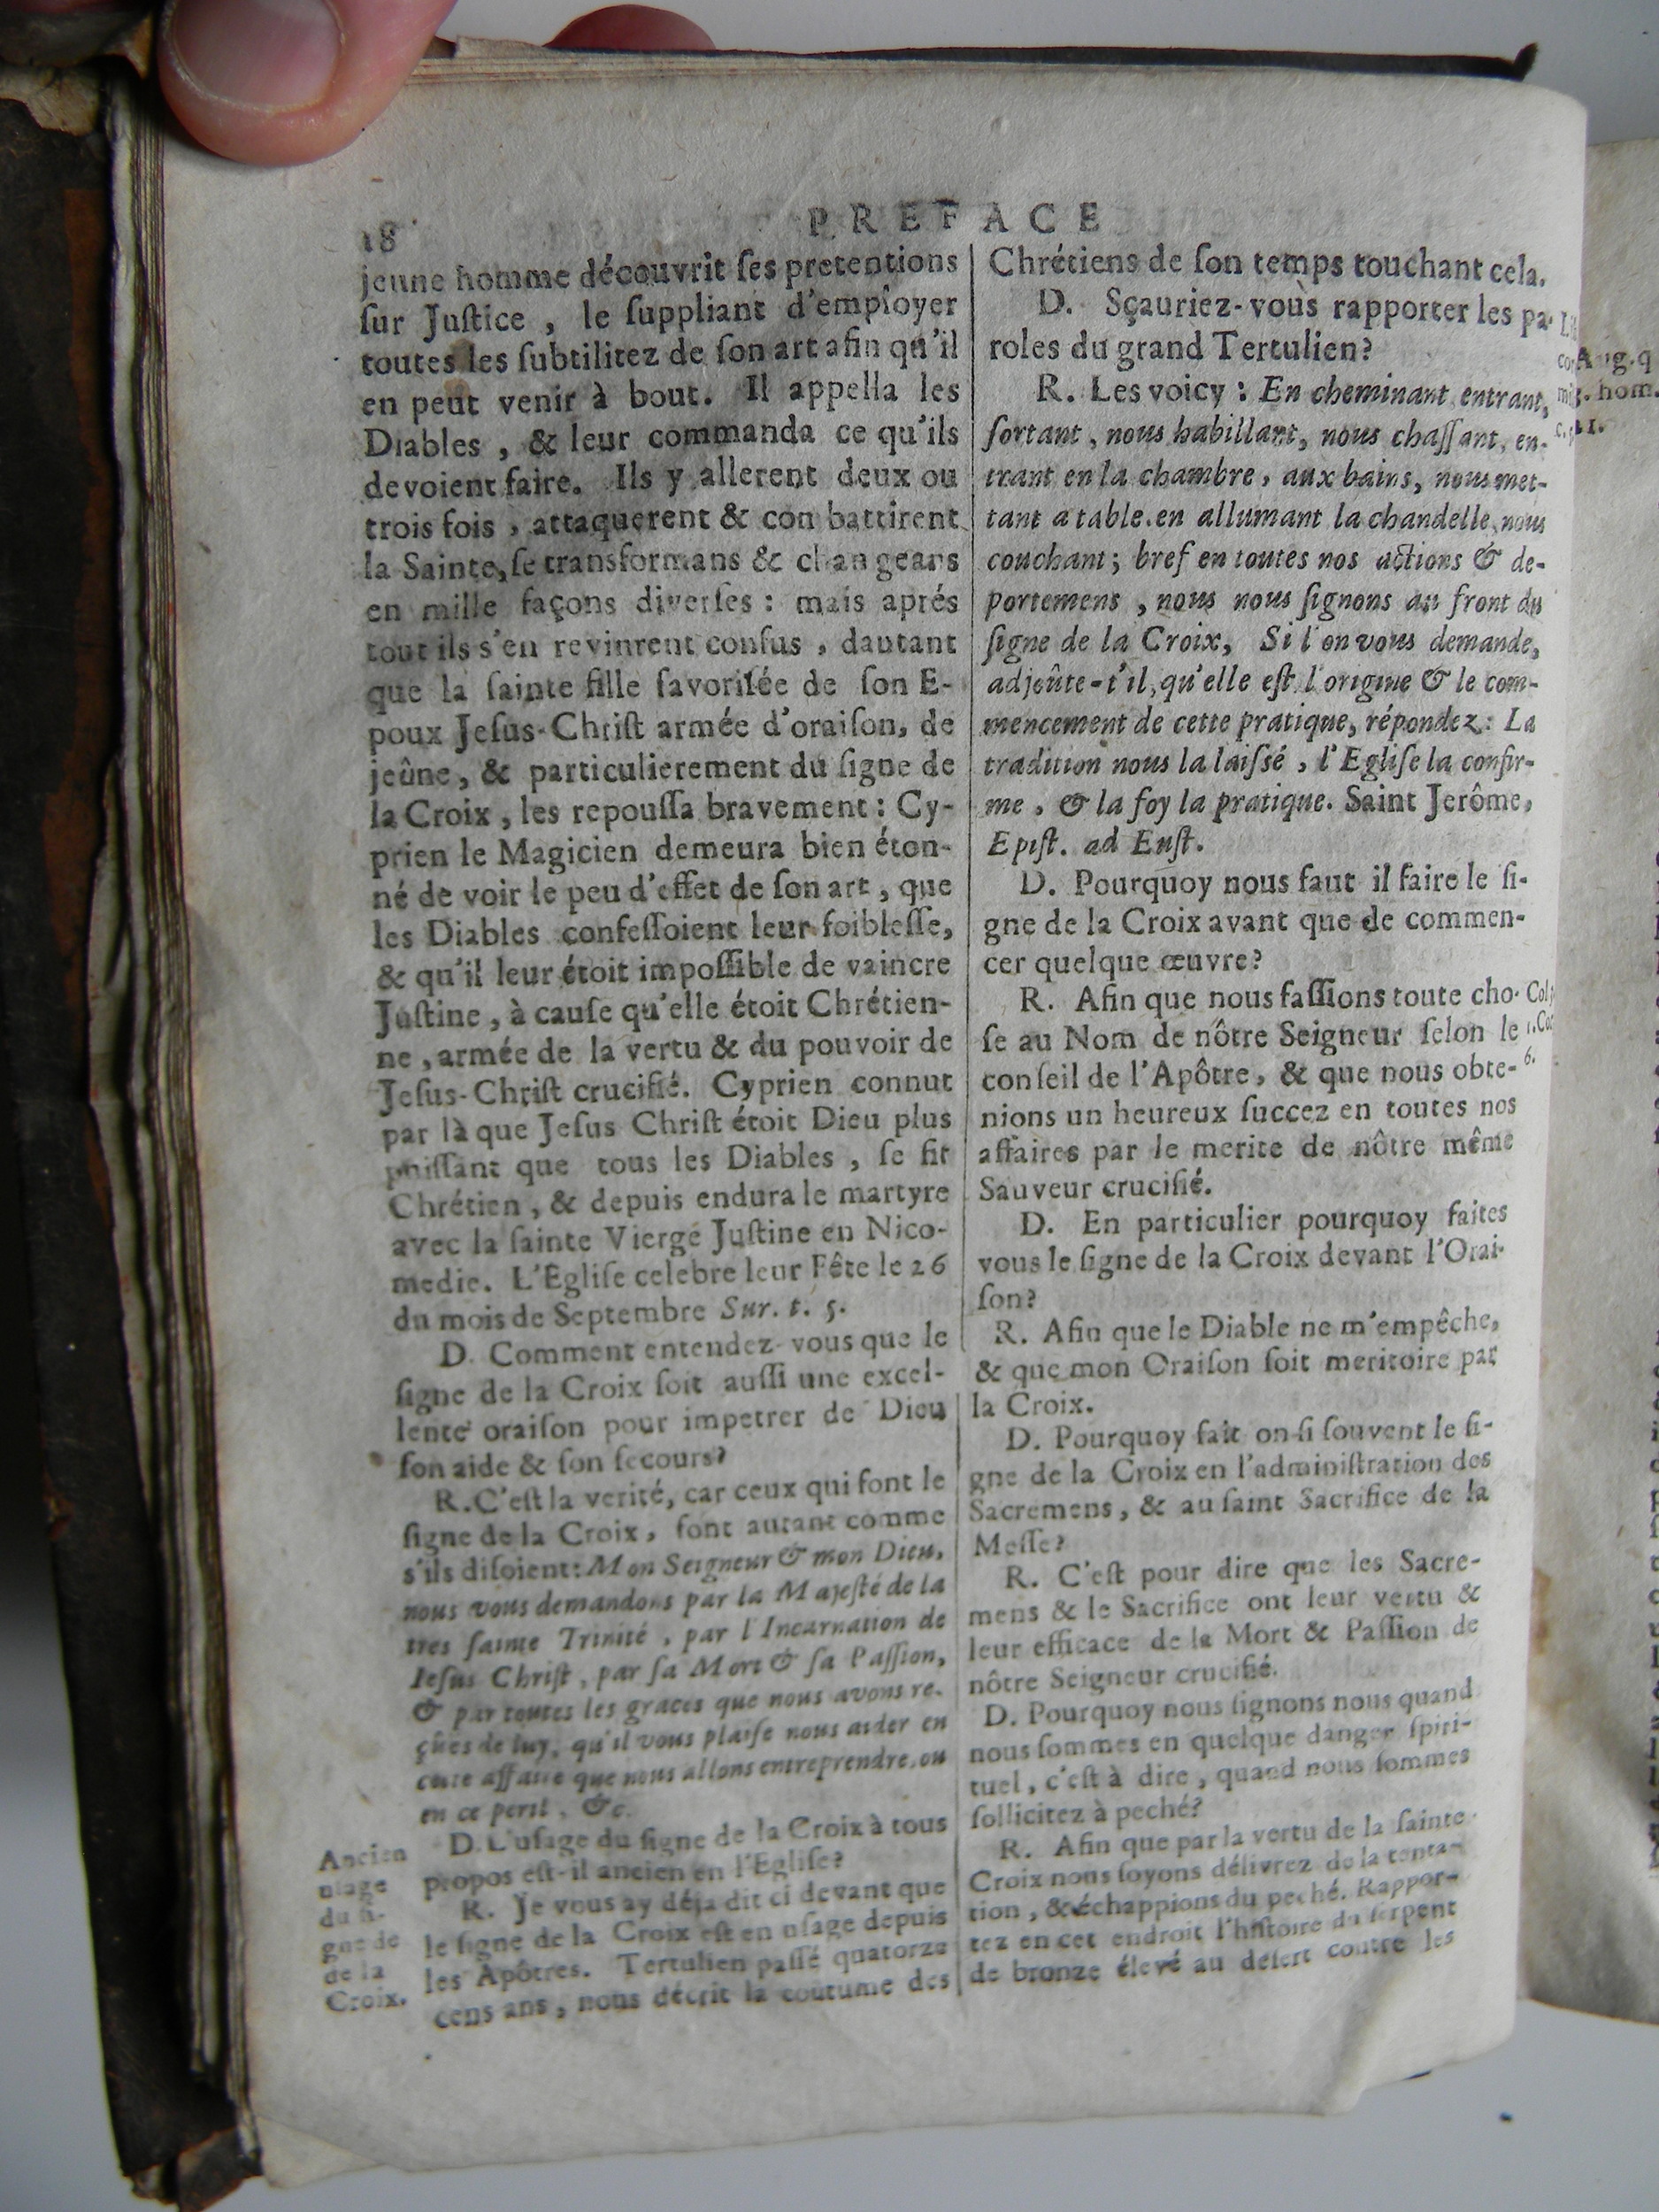 18
PREFACE
jeune homme découvrit ſes pretentions
ſur Juſtice , le ſuppliant d'employer
toutes les ſubtilitez de ſon art afin qu'il
en peut venir à bout. Il appella les
Diables , & leur commanda ce qu'ils
devoient faire. Ils y allerent deux ou
trois fois , attaquerent & combattirent
la Sainte, ſe transformans & changeans
en mille façons diverſes : mais aprés
tout ils s'en revinrent confus , dautant
que la ſainte fille favoriſée de ſon E-
poux Jeſus-Chriſt armée d'oraiſon, de
jeûne, & particulierement du ſigne de
la Croix , les repouſſa bravement : Cy-
prien le Magicien demeura bien éton-
né de voir le peu d'effet de ſon art , que
les Diables confeſſoient leur foibleſſe,
& qu'il leur étoit impoſſible de vaincre
Juſtine , à cauſe qu'elle étoit Chrétien-
ne , armée de la vertu & du pouvoir de
Jeſus-Chriſt crucifié. Cyprien connut
par là que Jeſus Chriſt étoit Dieu plus
puiſſant que tous les Diables , ſe fit
Chrétien , & depuis endura le martyre
avec la ſainte Vierge Juſtine en Nico-
medie. L'Egliſe celebre leur Fête le 26
du mois de Septembre Sur. t. 5.
D. Comment entendez-vous que le
ſigne de la Croix ſoit auſſi une excel-
lente oraiſon pour impetrer de Dieu
ſon aide & ſon ſecours?
R. C'eſt la verité, car ceux qui font le
ſigne de la Croix , font autant comme
s'ils diſoient: Mon Seigneur & mon Dieu,
nous vous demandons par la Majeſté de la
tres ſainte Trinité , par l'Incarnation de
Ieſus Chriſt , par ſa Mort & ſa Paſſion,
& par toutes les graces que nous avons re-
çûës de luy, qu'il vous plaiſe nous aider en
cette affaire que nous allons entreprendre, ou
en ce peril , &c.
D. L'uſage du ſigne de la Croix à tous
propos eſt-il ancien en l'Egliſe?
R. Je vous ay déja dit ci devant que
le ſigne de la Croix eſt en uſage depuis
les Apôtres. Tertulien paſſé quatorze
cens ans , nous décrit la coûtume des
Ancien
uſage
du ſi-
gne de
de la
Croix.
Chrétiens de ſon temps touchant cela.
D. Sçauriez-vous rapporter les pa-
roles du grand Tertulien?
R. Les voicy : En cheminant, entrant,
ſortant, nous habillant, nous chaſſant, en-
trant en la chambre, aux bains, nous met-
tant a table, en allumant la chandelle, nous
couchant ; bref en toutes nos actions & de-
portemens , nous nous ſignons au front du
ſigne de la Croix, Si l'on vous demande,
adjoûte-t'il, qu'elle eſt l'origine & le com-
mencement de cette pratique, répondez : La
tradition nous la laiſſé , l'Egliſe la confir-
me , & la foy la pratique. Saint Jerôme,
Epiſt. ad Euſt.
D. Pourquoy nous faut il faire le ſi-
gne de la Croix avant que de commen-
cer quelque œuvre?
R. Afin que nous faſſions toute cho-
ſe au Nom de nôtre Seigneur ſelon le
conſeil de l'Apôtre, & que nous obte-
nions un heureux ſuccez en toutes nos
affaires par le merite de nôtre même
Sauveur crucifié.
D. En particulier pourquoy faites
vous le ſigne de la Croix devant l'Orai-
ſon?
R. Afin que le Diable ne m'empêche,
& que mon Oraiſon ſoit meritoire par
la Croix.
D. Pourquoy fait on ſi ſouvent le ſi-
gne de la Croix en l'adminiſtration des
Sacremens , & au ſaint Sacrifice de la
Meſſe?
R. C'eſt pour dire que les Sacre-
mens & le Sacrifice ont leur vertu &
leur efficace de la Mort & Paſſion de
nôtre Seigneur crucifié.
D. Pourquoy nous ſignons nous quand
nous ſommes en quelque danger ſpiri-
tuel , c'eſt à dire , quand nous ſommes
ſollicitez à peché?
R. Afin que par la vertu de la ſainte
Croix nous ſoyons délivrez de la tenta-
tion , & échappions du peché. Rappor-
tez en cet endroit l'hiſtoire du ſerpent
de bronze élevé au deſert contre les
Aug. q
hom.
Col
1. Co
6.